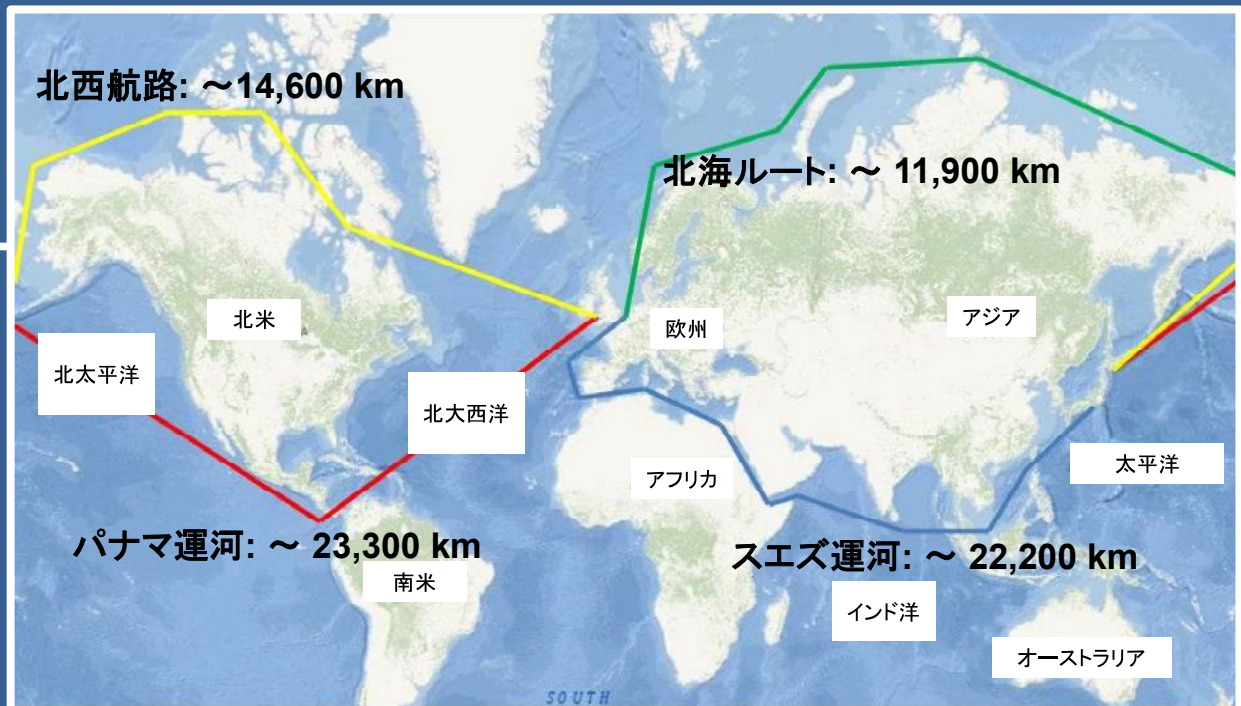 北西航路: ～14,600 km
北海ルート: ～ 11,900 km
北米
欧州
アジア
北太平洋
北大西洋
太平洋
アフリカ
パナマ運河: ～ 23,300 km
スエズ運河: ～ 22,200 km
南米
インド洋
オーストラリア
SOUTH